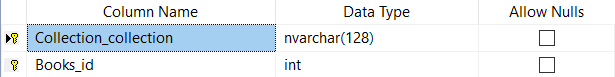 Column Name Data Type Allow Nulls
Collection_collection nvarchar(128)
Books_id int